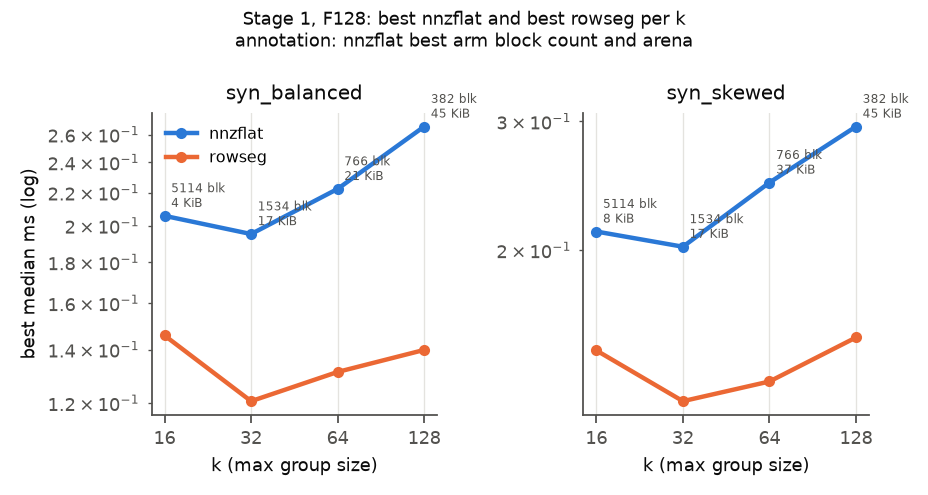 Stage 1, F128: best nnzflat and best rowseg per k
annotation: nnzflat best arm block count and arena
syn_balanced
best median ms (log)
2.6 × 10⁻¹
2.4 × 10⁻¹
2.2 × 10⁻¹
2 × 10⁻¹
1.8 × 10⁻¹
1.6 × 10⁻¹
1.4 × 10⁻¹
1.2 × 10⁻¹
nnzflat
rowseg
5114 blk
4 KiB
1534 blk
17 KiB
766 blk
21 KiB
382 blk
45 KiB
16 32 64 128
k (max group size)
syn_skewed
3 × 10⁻¹
2 × 10⁻¹
5114 blk
8 KiB
1534 blk
17 KiB
766 blk
37 KiB
382 blk
45 KiB
16 32 64 128
k (max group size)